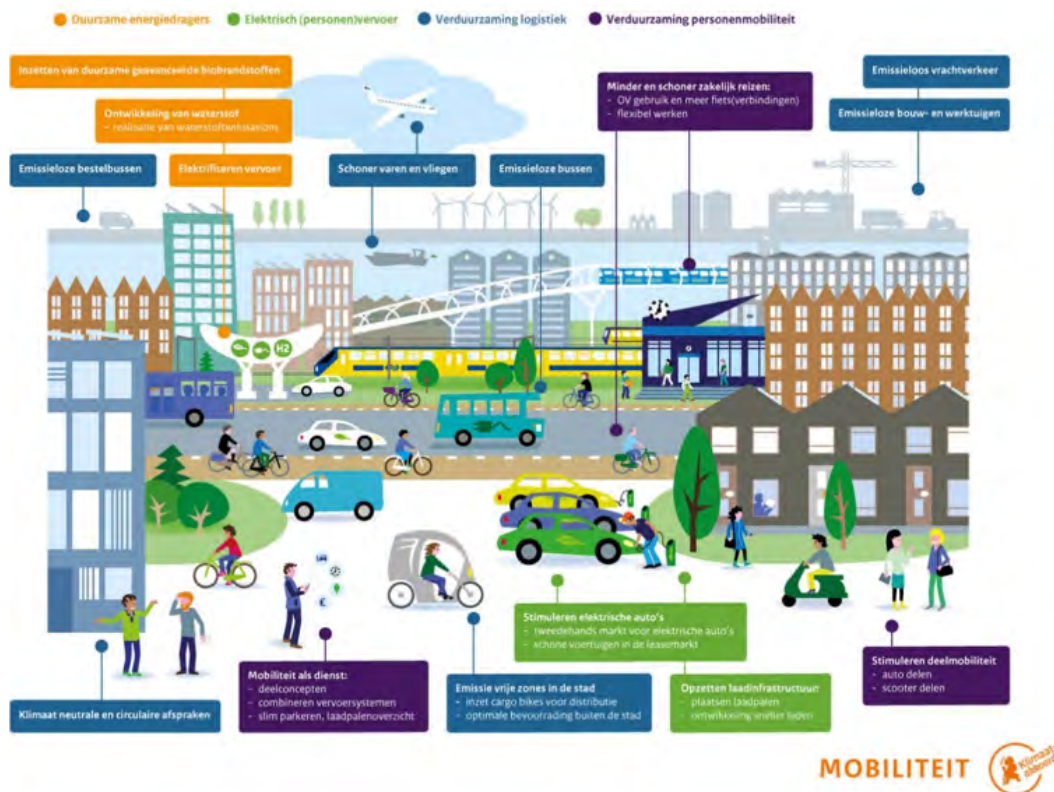 Duurzame energiedragers
Elektrisch (personen)vervoer
Verduurzaming logistiek
Verduurzaming personenmobiliteit
Inzetten van duurzame geavanceerde biobrandstoffen
Ontwikkeling van waterstof
- realisatie van waterstoftankstations
Elektrificeren vervoer
Emissieloze bestelbussen
Schoner varen en vliegen
Emissieloze bussen
Minder en schoner zakelijk reizen:
- OV gebruik en meer fiets(verbindingen)
- flexibel werken
Emissieloos vrachtverkeer
Emissieloze bouw- en werktuigen
H2
€
Klimaat neutrale en circulaire afspraken
Mobiliteit als dienst:
- deelconcepten
- combineren vervoersystemen
- slim parkeren, laadpalenoverzicht
Emissie vrije zones in de stad
- inzet cargo bikes voor distributie
- optimale bevoorrading buiten de stad
Stimuleren elektrische auto's
- tweedehands markt voor elektrische auto's
- schone voertuigen in de leasemarkt
Opzetten laadinfrastructuur:
- plaatsen laadpalen
- ontwikkeling sneller laden
Stimuleren deelmobiliteit
- auto delen
- scooter delen
MOBILITEIT
Klimaat
akkoord